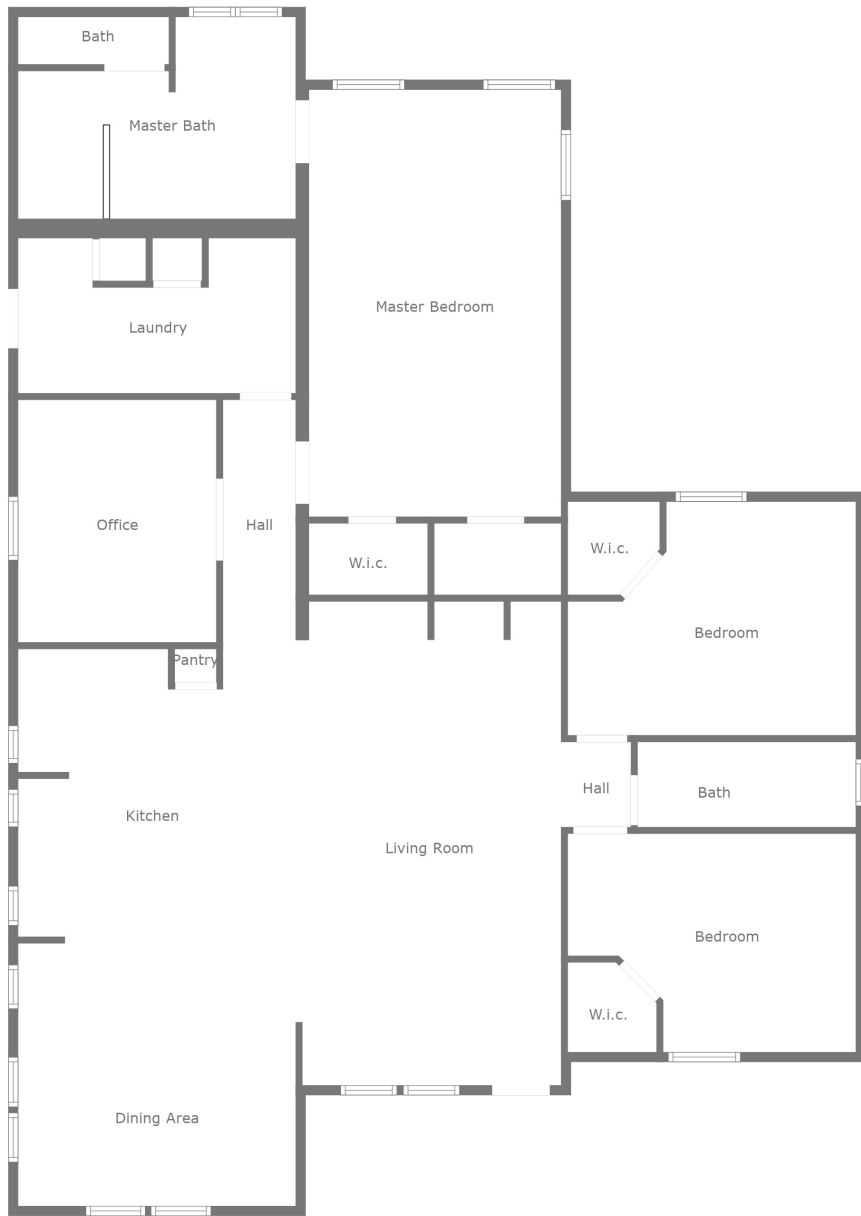 Bath
Master Bath
Master Bedroom
Laundry
Office
Hall
W.i.c.
W.i.c.
Bedroom
Pantry
Hall
Bath
Kitchen
Living Room
Bedroom
W.i.c.
Dining Area